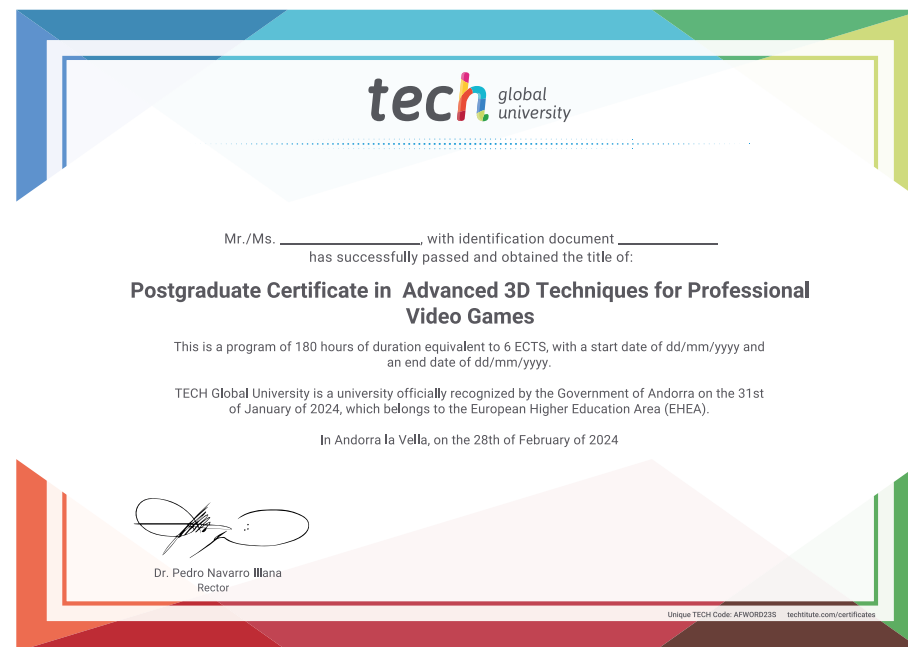 tech global university
Mr./Ms. ____________, with identification document ____________
has successfully passed and obtained the title of:
Postgraduate Certificate in Advanced 3D Techniques for Professional
Video Games
This is a program of 180 hours of duration equivalent to 6 ECTS, with a start date of dd/mm/yyyy and
an end date of dd/mm/yyyy.
TECH Global University is a university officially recognized by the Government of Andorra on the 31st
of January of 2024, which belongs to the European Higher Education Area (EHEA).
In Andorra la Vella, on the 28th of February of 2024
Dr. Pedro Navarro Illana
Rector
Unique TECH Code: AFWORD23S techtitute.com/certificates